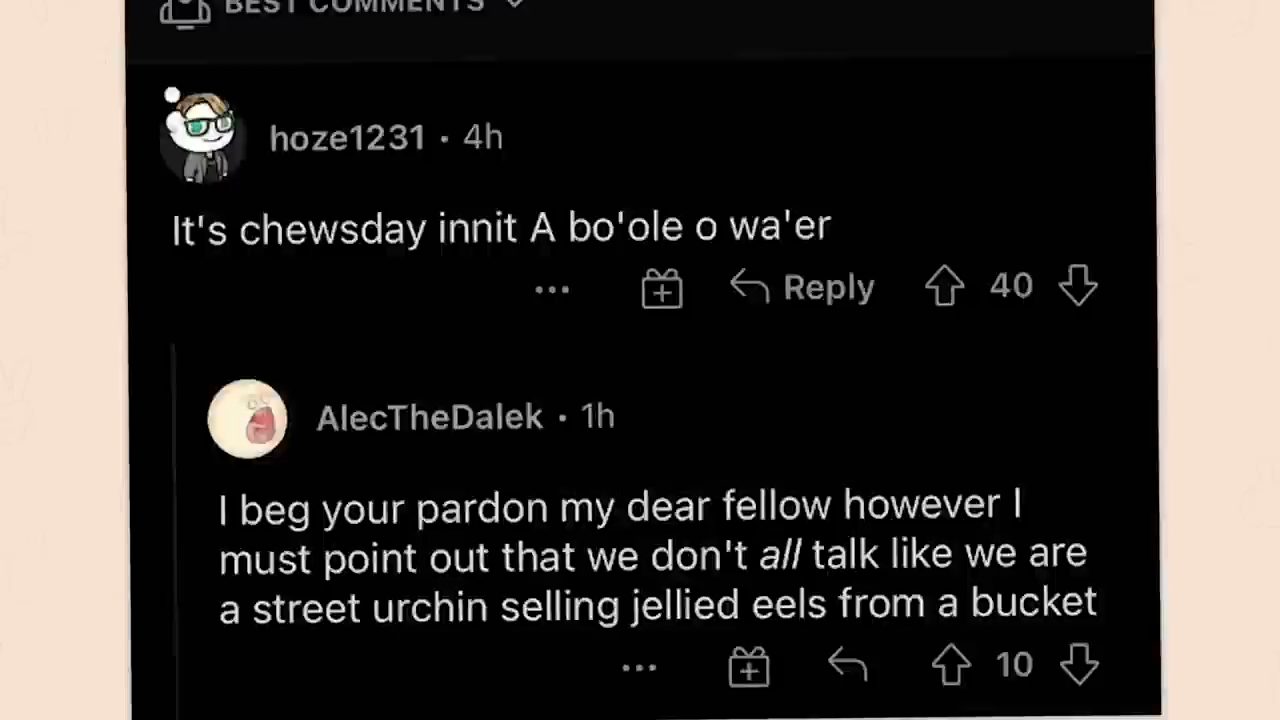 BEST COMMENTS
hoze1231 · 4h
It's chewsday innit A bo'ole o wa'er
Reply 40
AlecTheDalek · 1h
I beg your pardon my dear fellow however I
must point out that we don't all talk like we are
a street urchin selling jellied eels from a bucket
10